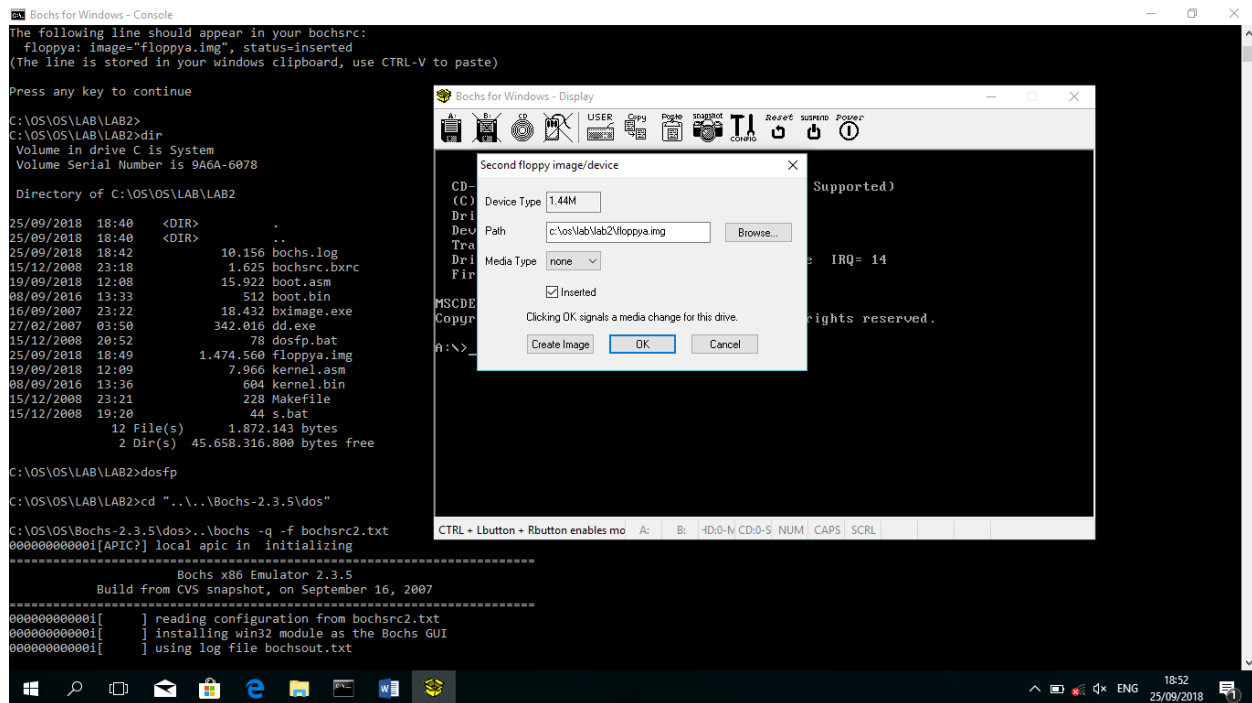 Bochs for Windows - Console
The following line should appear in your bochsrc:
floppya: image="floppya.img", status=inserted
(The line is stored in your windows clipboard, use CTRL-V to paste)
Press any key to continue
C:\OS\OS\LAB\LAB2>
C:\OS\OS\LAB\LAB2>dir
Volume in drive C is System
Volume Serial Number is 9A6A-6078
Directory of C:\OS\OS\LAB\LAB2
25/09/2018 18:40 <DIR> .
25/09/2018 18:40 <DIR> ..
25/09/2018 18:42 10.156 bochs.log
15/12/2008 23:18 1.625 bochsrc.bxrc
19/09/2018 12:08 15.922 boot.asm
08/09/2016 13:33 512 boot.bin
16/09/2007 23:22 18.432 bximage.exe
27/02/2007 03:50 342.016 dd.exe
15/12/2008 20:52 78 dosfp.bat
25/09/2018 18:49 1.474.560 floppya.img
19/09/2018 12:09 7.966 kernel.asm
08/09/2016 13:36 604 kernel.bin
15/12/2008 23:21 228 Makefile
15/12/2008 19:20 44 s.bat
12 File(s) 1.872.143 bytes
2 Dir(s) 45.658.316.800 bytes free
C:\OS\OS\LAB\LAB2>dosfp
C:\OS\OS\LAB\LAB2>cd "..\..\Bochs-2.3.5\dos"
C:\OS\OS\Bochs-2.3.5\dos>..\bochs -q -f bochsrc2.txt
00000000000i[APIC?] local apic in initializing
========================================================================
Bochs x86 Emulator 2.3.5
Build from CVS snapshot, on September 16, 2007
========================================================================
00000000000i[ ] reading configuration from bochsrc2.txt
00000000000i[ ] installing win32 module as the Bochs GUI
00000000000i[ ] using log file bochsout.txt
Bochs for Windows - Display
A: B: CD USER Copy Paste snapshot CONFIG Reset SUSPEND Power
CD- Supported)
(C)
Dri
Dev
Tra
Dri e IRQ= 14
Fir
MSCDE
Copyr rights reserved.
A:\>_
Second floppy image/device
Device Type 1.44M
Path c:\os\lab\lab2\floppya.img Browse...
Media Type none
Inserted
Clicking OK signals a media change for this drive.
Create Image OK Cancel
CTRL + Lbutton + Rbutton enables mo A: B: HD:0-M CD:0-S NUM CAPS SCRL
ENG
18:52
25/09/2018
1